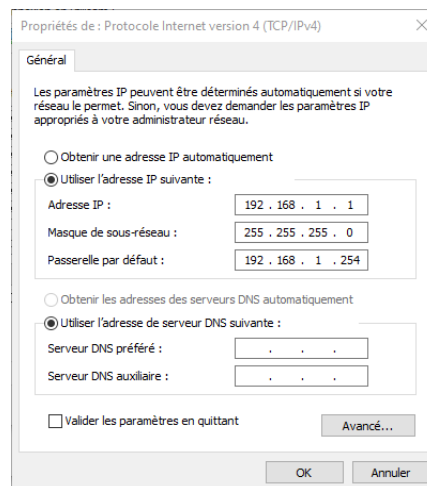 Propriétés de : Protocole Internet version 4 (TCP/IPv4)
Général
Les paramètres IP peuvent être déterminés automatiquement si votre
réseau le permet. Sinon, vous devez demander les paramètres IP
appropriés à votre administrateur réseau.
Obtenir une adresse IP automatiquement
Utiliser l'adresse IP suivante :
Adresse IP : 192 . 168 . 1 . 1
Masque de sous-réseau : 255 . 255 . 255 . 0
Passerelle par défaut : 192 . 168 . 1 . 254
Obtenir les adresses des serveurs DNS automatiquement
Utiliser l'adresse de serveur DNS suivante :
Serveur DNS préféré : . . .
Serveur DNS auxiliaire : . . .
Valider les paramètres en quittant
Avancé...
OK Annuler